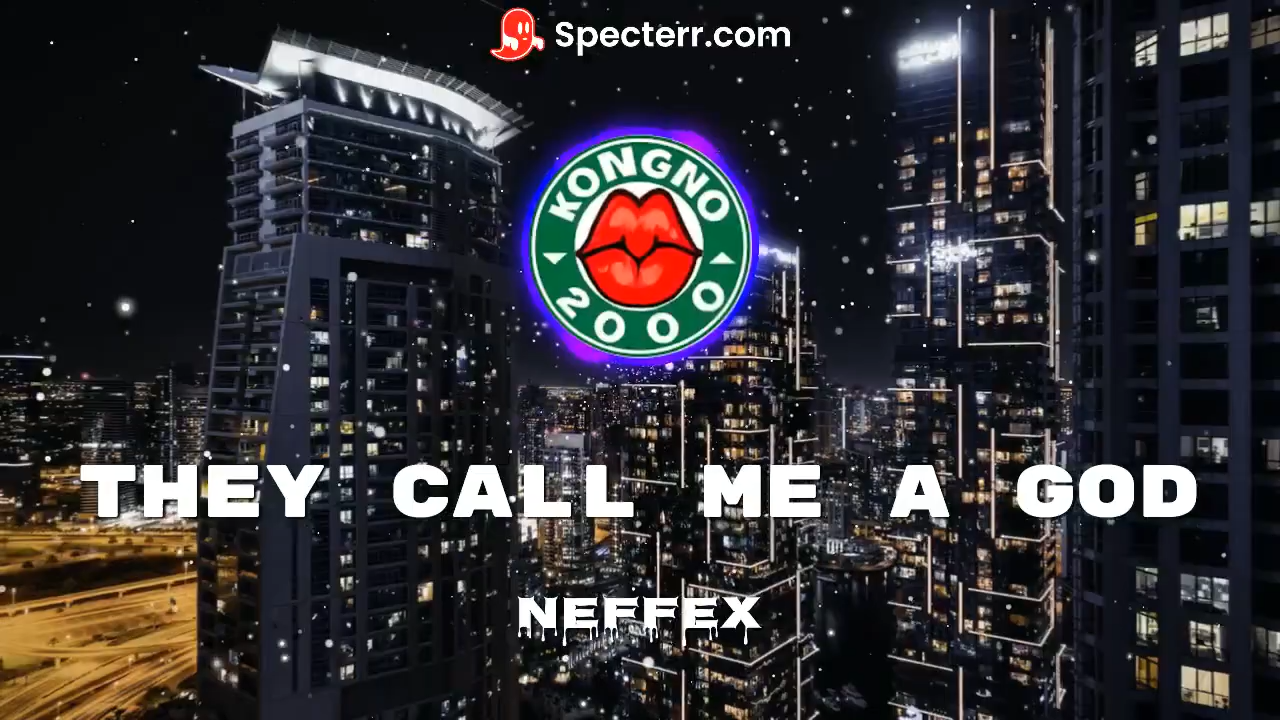 Specterr.com
KONGNO
2000
THEY CALL ME A GOD
NEFFEX